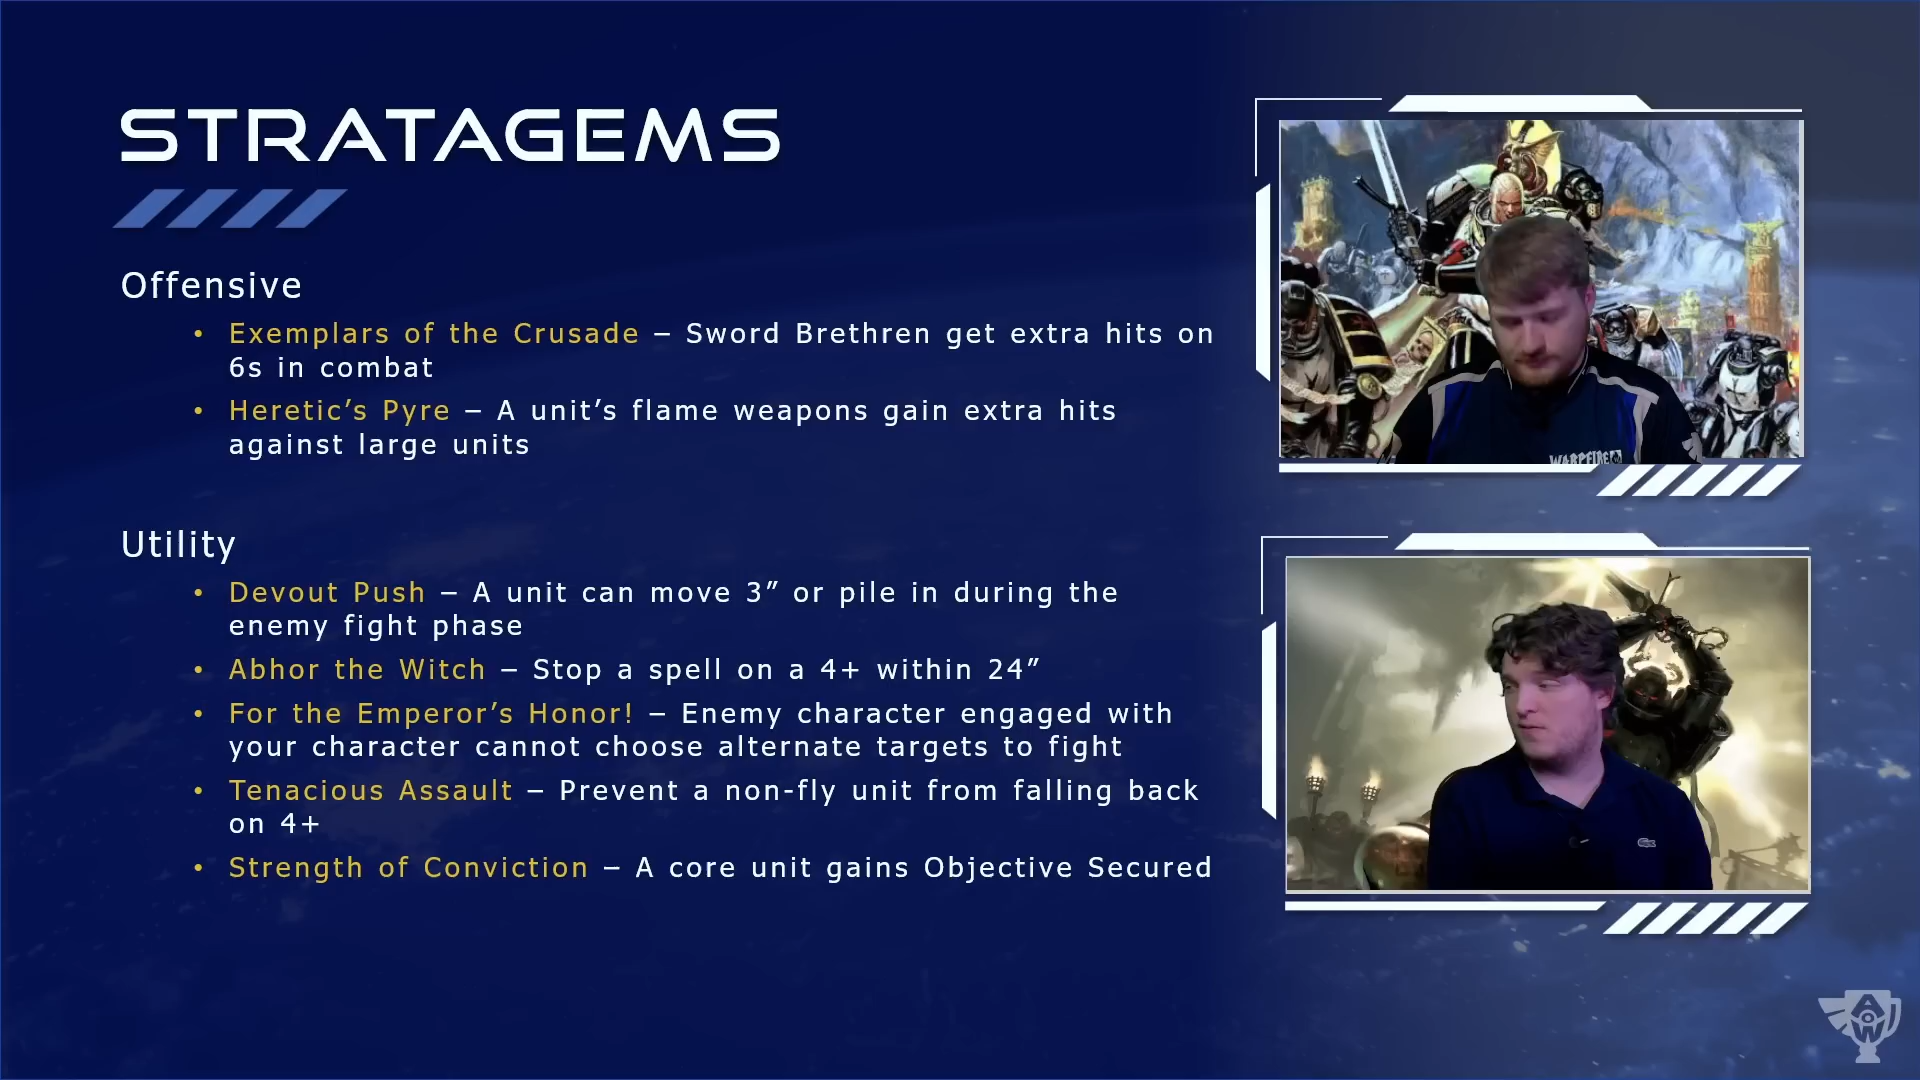 STRATAGEMS
Offensive
• Exemplars of the Crusade – Sword Brethren get extra hits on
6s in combat
• Heretic’s Pyre – A unit’s flame weapons gain extra hits
against large units
Utility
• Devout Push – A unit can move 3” or pile in during the
enemy fight phase
• Abhor the Witch – Stop a spell on a 4+ within 24”
• For the Emperor’s Honor! – Enemy character engaged with
your character cannot choose alternate targets to fight
• Tenacious Assault – Prevent a non-fly unit from falling back
on 4+
• Strength of Conviction – A core unit gains Objective Secured
WARPFIRE
AOW